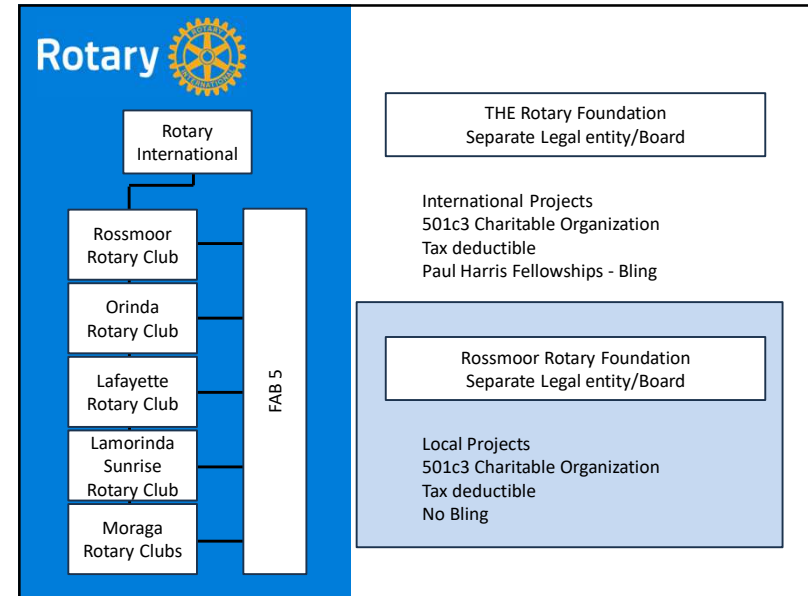 Rotary
ROTARY
INTERNATIONAL
Rotary
International
Rossmoor
Rotary Club
Orinda
Rotary Club
Lafayette
Rotary Club
Lamorinda
Sunrise
Rotary Club
Moraga
Rotary Clubs
FAB 5
THE Rotary Foundation
Separate Legal entity/Board
International Projects
501c3 Charitable Organization
Tax deductible
Paul Harris Fellowships - Bling
Rossmoor Rotary Foundation
Separate Legal entity/Board
Local Projects
501c3 Charitable Organization
Tax deductible
No Bling